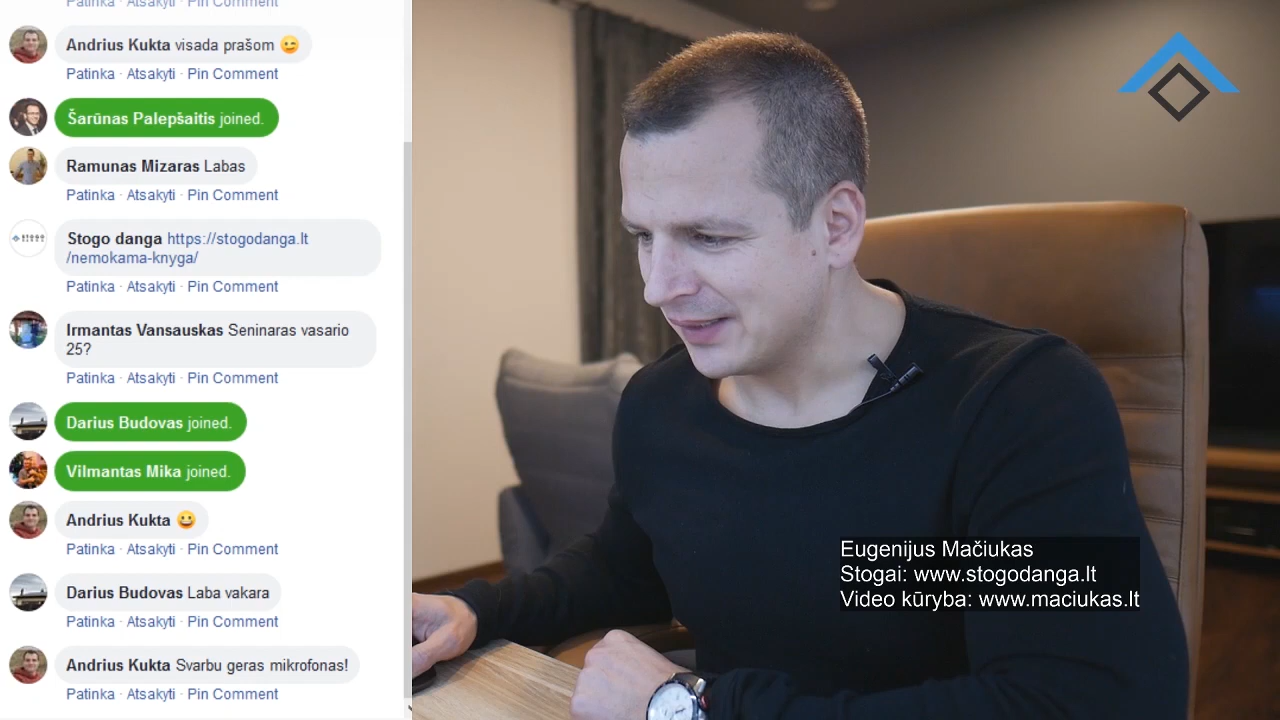 Patinka · Atsakyti · Pin Comment
Andrius Kukta visada prašom 😉
Patinka · Atsakyti · Pin Comment
Šarūnas Palepšaitis joined.
Ramunas Mizaras Labas
Patinka · Atsakyti · Pin Comment
Stogo danga https://stogodanga.lt
/nemokama-knyga/
Patinka · Atsakyti · Pin Comment
Irmantas Vansauskas Seninaras vasario
25?
Patinka · Atsakyti · Pin Comment
Darius Budovas joined.
Vilmantas Mika joined.
Andrius Kukta 😀
Patinka · Atsakyti · Pin Comment
Darius Budovas Laba vakara
Patinka · Atsakyti · Pin Comment
Andrius Kukta Svarbu geras mikrofonas!
Patinka · Atsakyti · Pin Comment
Eugenijus Mačiukas
Stogai: www.stogodanga.lt
Video kūryba: www.maciukas.lt